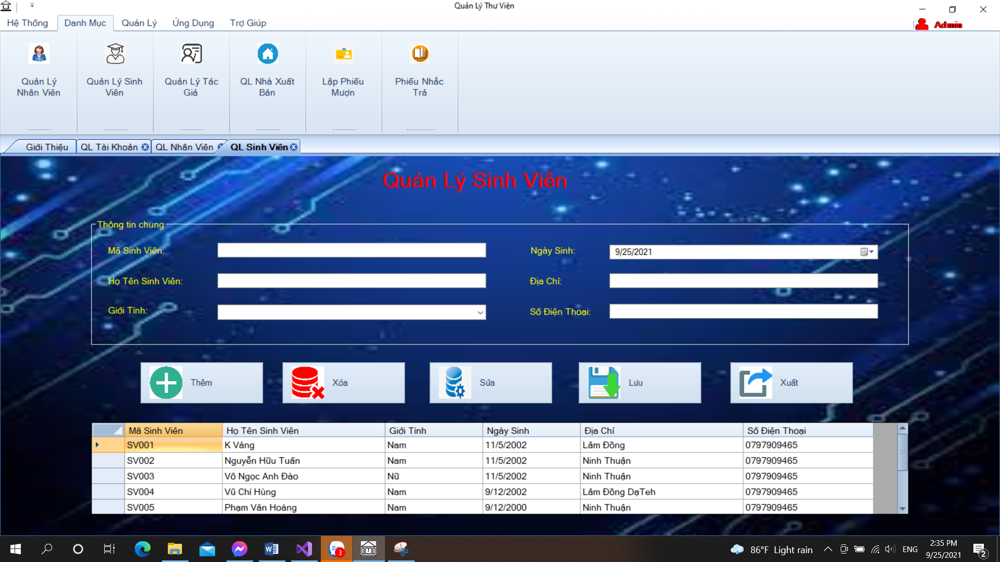 Quản Lý Thư Viện
Hệ Thống Danh Mục Quản Lý Ứng Dụng Trợ Giúp
Admin
Quản Lý Nhân Viên
Quản Lý Sinh Viên
Quản Lý Tác Giả
QL Nhà Xuất Bản
Lập Phiếu Mượn
Phiếu Nhắc Trả
Giới Thiệu QL Tài Khoản QL Nhân Viên QL Sinh Viên
Quản Lý Sinh Viên
Thông tin chung
Mã Sinh Viên:
Ngày Sinh: 9/25/2021
Họ Tên Sinh Viên:
Địa Chỉ:
Giới Tính:
Số Điện Thoại:
Thêm Xóa Sửa Lưu Xuất
Mã Sinh Viên Họ Tên Sinh Viên Giới Tính Ngày Sinh Địa Chỉ Số Điện Thoại
SV001 K Vảng Nam 11/5/2002 Lâm Đồng 0797909465
SV002 Nguyễn Hữu Tuấn Nam 11/5/2002 Ninh Thuận 0797909465
SV003 Võ Ngọc Anh Đào Nữ 11/5/2002 Ninh Thuận 0797909465
SV004 Vũ Chí Hùng Nam 9/12/2002 Lâm Đồng DạTeh 0797909465
SV005 Phạm Văn Hoàng Nam 9/12/2000 Ninh Thuận 0797909465
3
86°F Light rain ENG
2:35 PM
9/25/2021
2